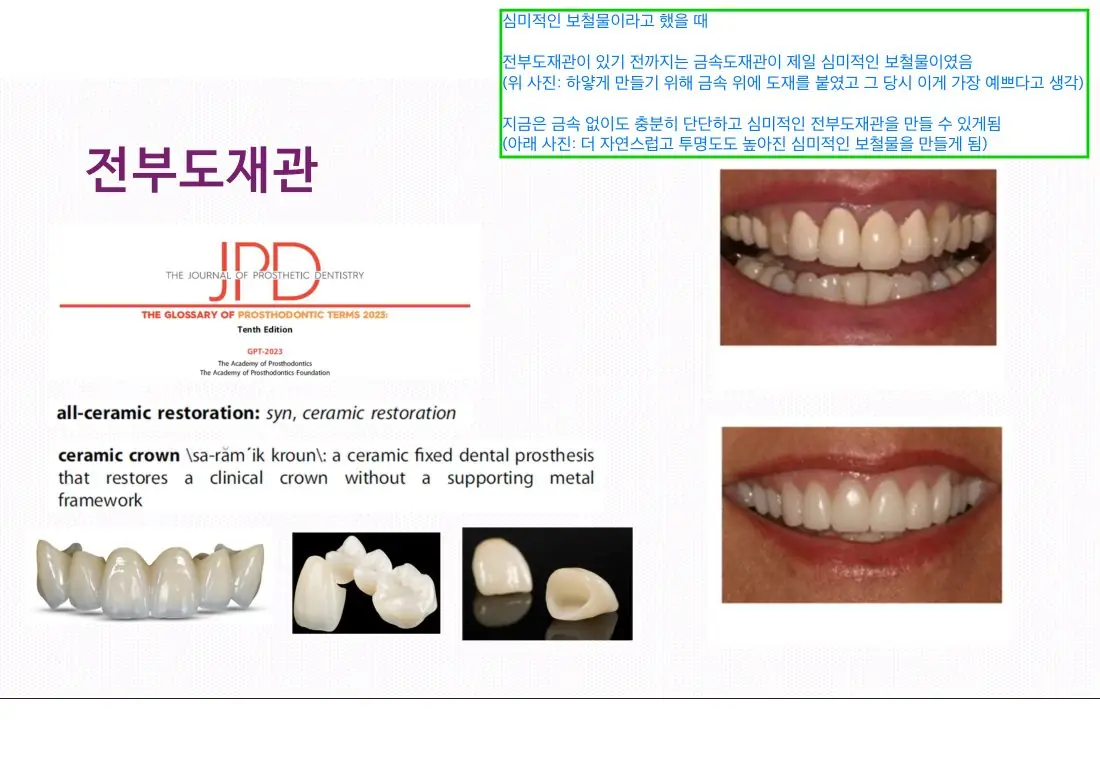 심미적인 보철물이라고 했을 때
전부도재관이 있기 전까지는 금속도재관이 제일 심미적인 보철물이였음
(위 사진: 하얗게 만들기 위해 금속 위에 도재를 붙였고 그 당시 이게 가장 예쁘다고 생각)
지금은 금속 없이도 충분히 단단하고 심미적인 전부도재관을 만들 수 있게됨
(아래 사진: 더 자연스럽고 투명도도 높아진 심미적인 보철물을 만들게 됨)
전부도재관
JPD
THE JOURNAL OF PROSTHETIC DENTISTRY
THE GLOSSARY OF PROSTHODONTIC TERMS 2023:
Tenth Edition
GPT-2023
The Academy of Prosthodontics
The Academy of Prosthodontics Foundation
all-ceramic restoration: syn, ceramic restoration
ceramic crown \sa-răm´ik kroun\: a ceramic fixed dental prosthesis
that restores a clinical crown without a supporting metal
framework